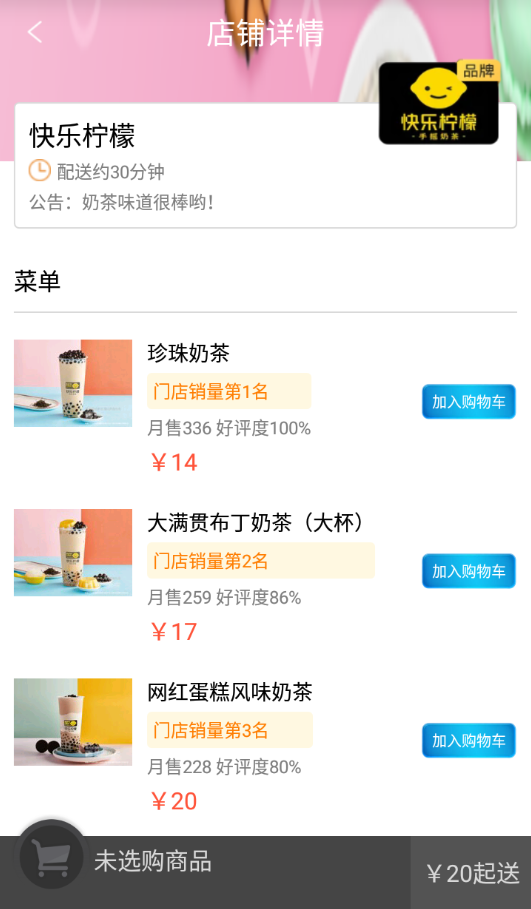 店铺详情
品牌
快乐柠檬
·手摇奶茶·
快乐柠檬
配送约30分钟
公告：奶茶味道很棒哟！
菜单
珍珠奶茶
门店销量第1名
加入购物车
月售336 好评度100%
￥14
大满贯布丁奶茶（大杯）
门店销量第2名
加入购物车
月售259 好评度86%
￥17
网红蛋糕风味奶茶
门店销量第3名
加入购物车
月售228 好评度80%
￥20
未选购商品
￥20起送